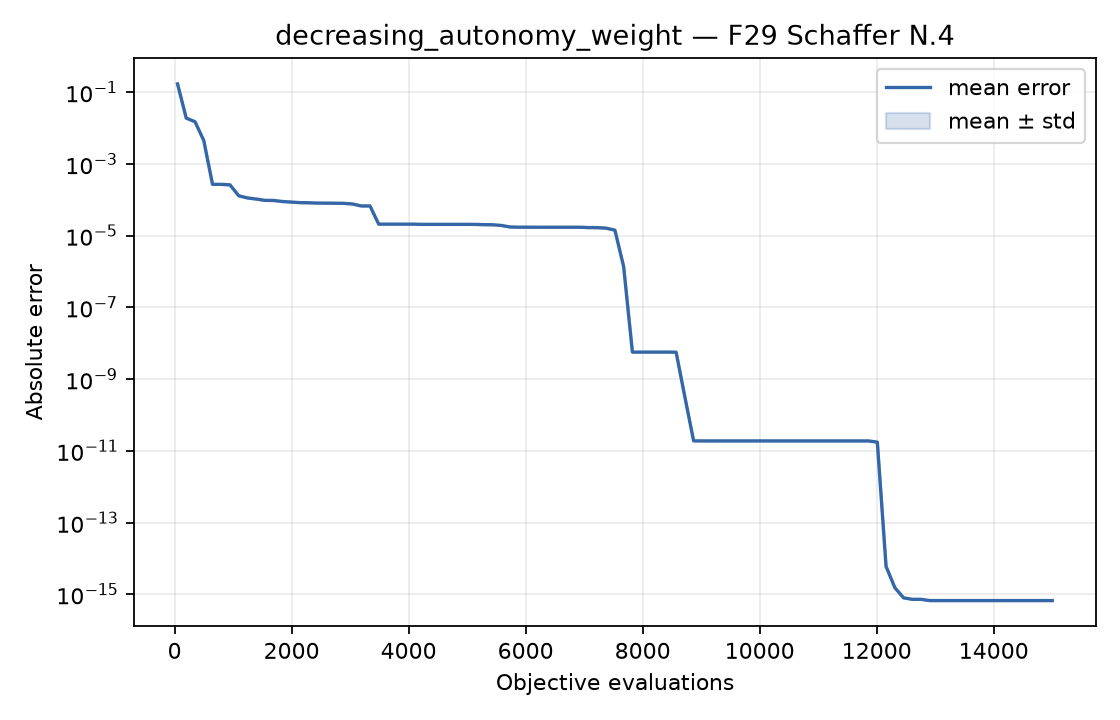 decreasing_autonomy_weight — F29 Schaffer N.4
mean error
mean ± std
Absolute error
10⁻¹
10⁻³
10⁻⁵
10⁻⁷
10⁻⁹
10⁻¹¹
10⁻¹³
10⁻¹⁵
0 2000 4000 6000 8000 10000 12000 14000
Objective evaluations